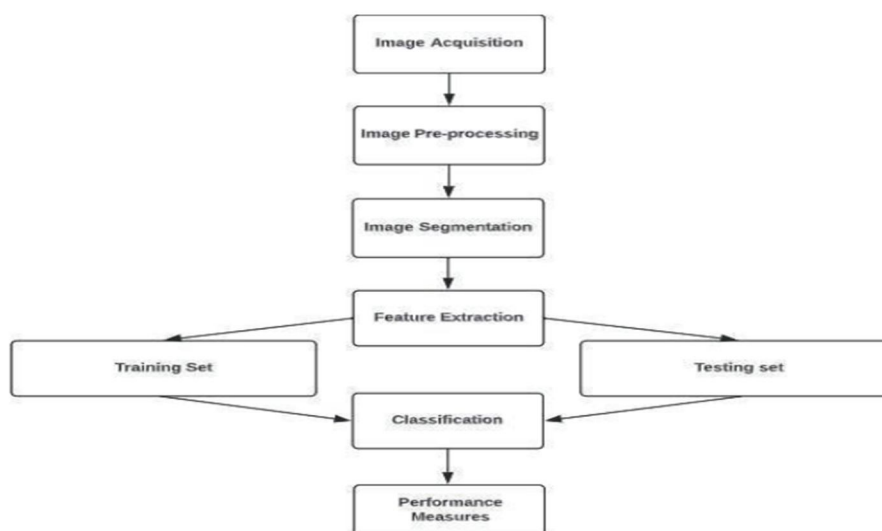 Image Acquisition
Image Pre-processing
Image Segmentation
Feature Extraction
Training Set
Testing set
Classification
Performance
Measures